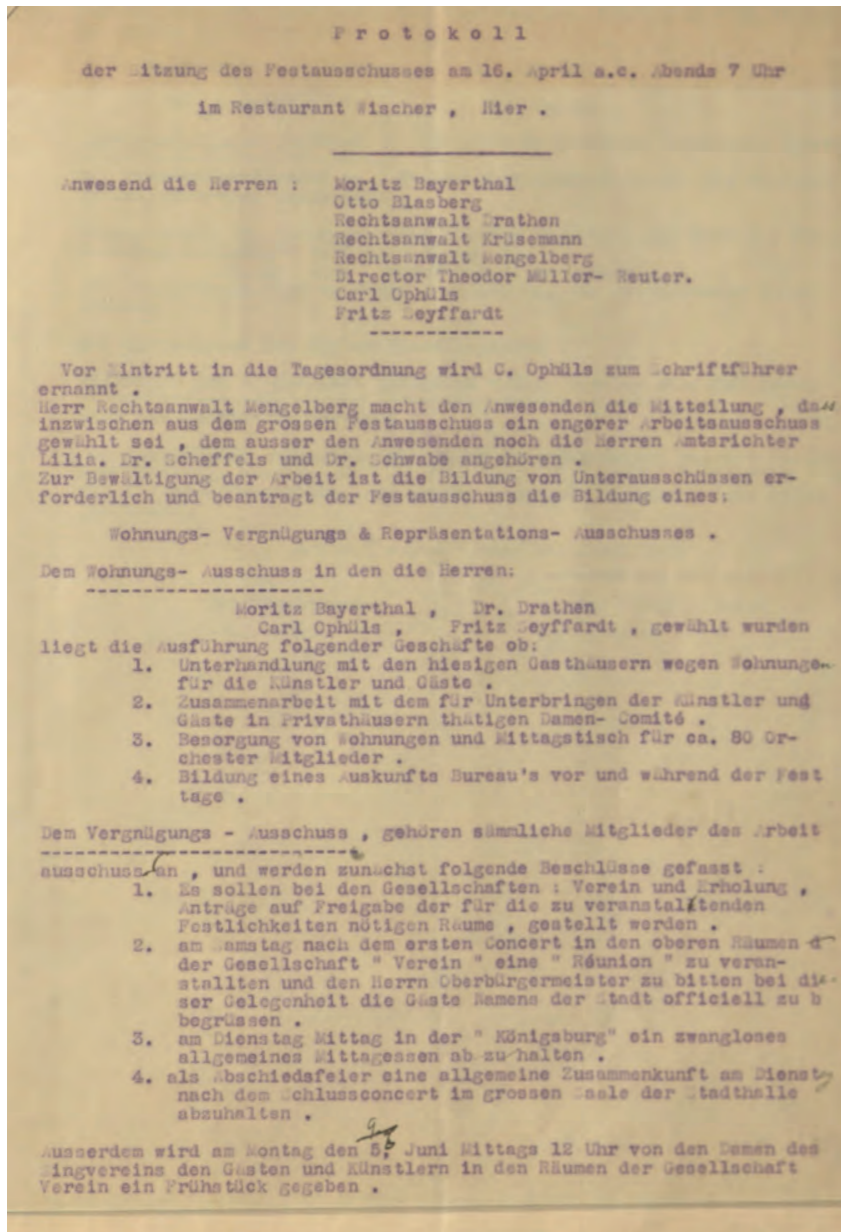 Protokoll
der Sitzung des Festausschusses am 16. April a.c. Abends 7 Uhr
im Restaurant Wischer , Hier .
Anwesend die Herren : Moritz Bayerthal
Otto Blasberg
Rechtsanwalt Drathen
Rechtsanwalt Krüsemann
Rechtsanwalt Mengelberg
Director Theodor Müller- Reuter.
Carl Ophüls
Fritz Seyffardt
Vor Eintritt in die Tagesordnung wird C. Ophüls zum Schriftführer
ernannt .
Herr Rechtsanwalt Mengelberg macht den Anwesenden die Mitteilung , dass
inzwischen aus dem grossen Festausschuss ein engerer Arbeitsausschuss
gewählt sei , dem ausser den Anwesenden noch die Herren Amtsrichter
Lilia. Dr. Scheffels und Dr. Schwabe angehören .
Zur Bewältigung der Arbeit ist die Bildung von Unterausschüssen er-
forderlich und beantragt der Festausschuss die Bildung eines:
Wohnungs- Vergnügungs & Repräsentations- Ausschusses .
Dem Wohnungs- Ausschuss in den die Herren:
Moritz Bayerthal , Dr. Drathen
Carl Ophüls , Fritz Seyffardt , gewählt wurden
liegt die Ausführung folgender Geschäfte ob:
1. Unterhandlung mit den hiesigen Gasthäusern wegen Wohnungen
für die Künstler und Gäste .
2. Zusammenarbeit mit dem für Unterbringen der Künstler und
Gäste in Privathäusern thätigen Damen- Comité .
3. Besorgung von Wohnungen und Mittagstisch für ca. 80 Or-
chester Mitglieder .
4. Bildung eines Auskunfts Bureau's vor und während der Fest
tage .
Dem Vergnügungs - Ausschuss , gehören sämmliche Mitglieder des Arbeit
ausschuss an , und werden zunächst folgende Beschlüsse gefasst :
1. Es sollen bei den Gesellschaften : Verein und Erholung ,
Anträge auf Freigabe der für die zu veranstaltenden
Festlichkeiten nötigen Räume , gestellt werden .
2. am Samstag nach dem ersten Concert in den oberen Räumen d
der Gesellschaft " Verein " eine " Réunion " zu veran-
stallten und den Herrn Oberbürgermeister zu bitten bei die-
ser Gelegenheit die Gäste Namens der Stadt officiell zu b
begrüssen .
3. am Dienstag Mittag in der " Königsburg" ein zwangloses
allgemeines Mittagessen ab zu halten .
4. als Abschiedsfeier eine allgemeine Zusammenkunft am Dienstag
nach dem Schlussconcert im grossen Saale der Stadthalle
abzuhalten .
Ausserdem wird am Montag den 5. Juni Mittags 12 Uhr von den Damen des
Singvereins den Gästen und Künstlern in den Räumen der Gesellschaft
Verein ein Frühstück gegeben .